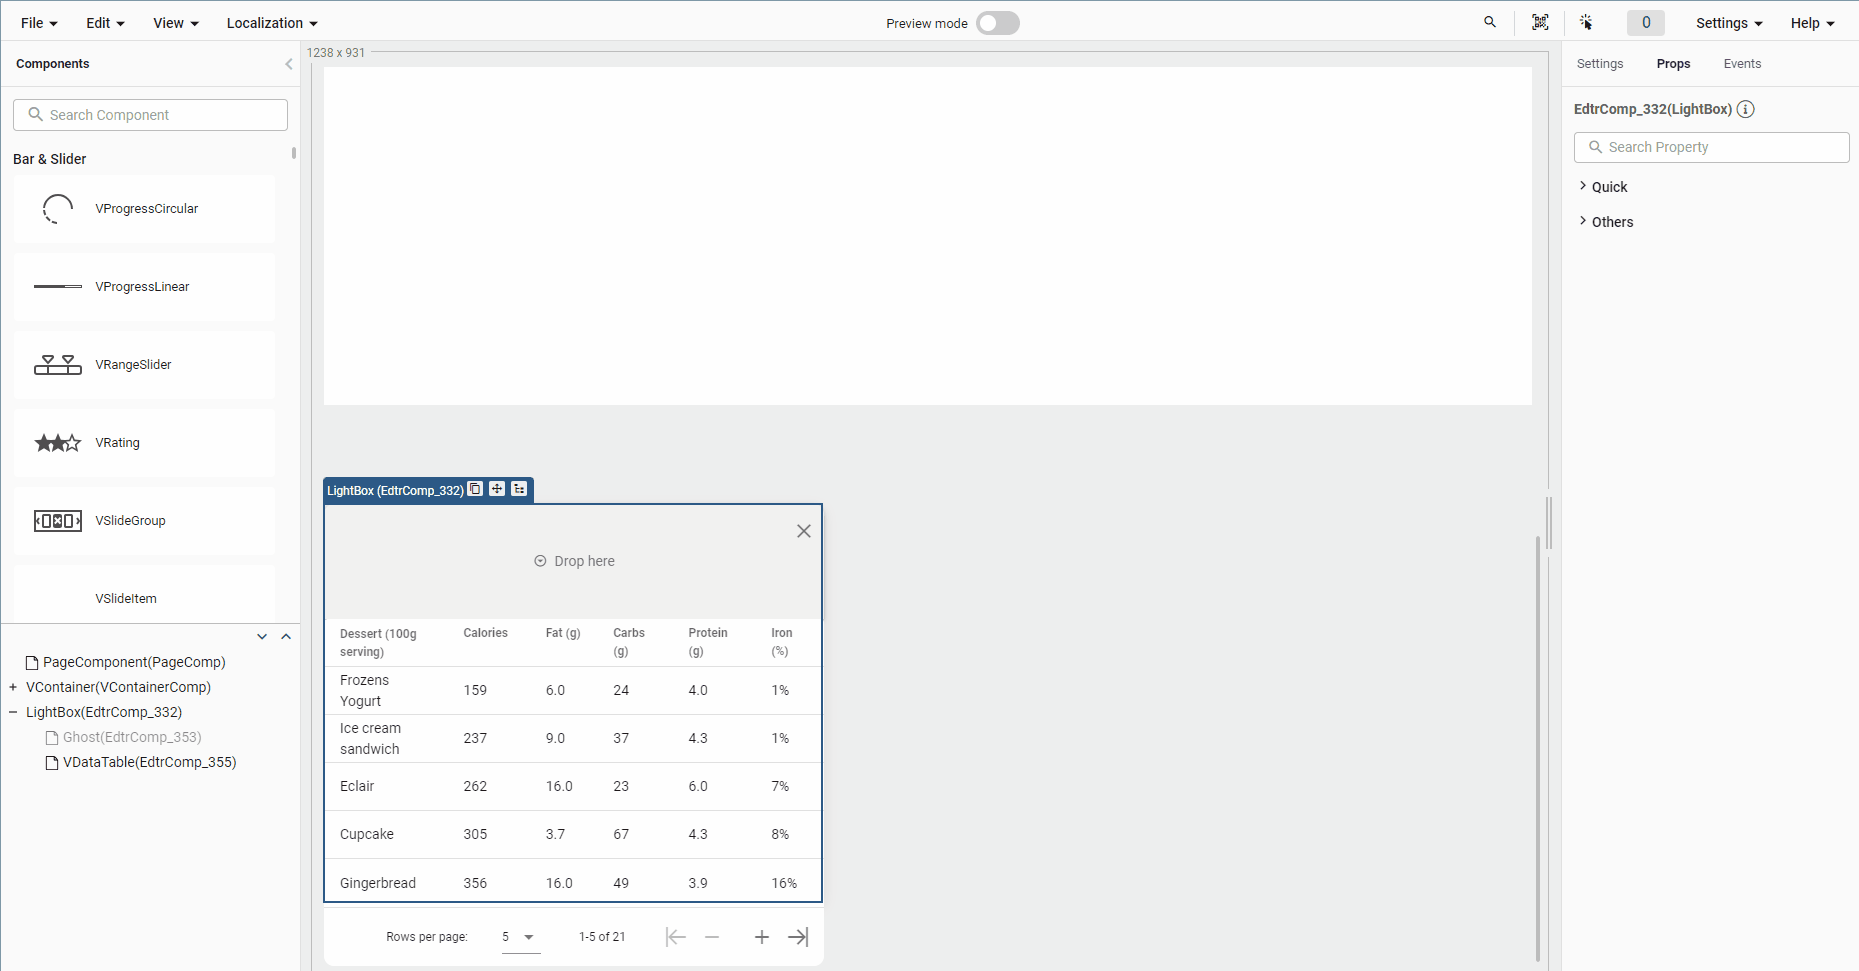 File Edit View Localization Preview mode 0 Settings Help
Components
Search Component
Bar & Slider
VProgressCircular
VProgressLinear
VRangeSlider
VRating
VSlideGroup
VSlideItem
PageComponent(PageComp)
+ VContainer(VContainerComp)
− LightBox(EdtrComp_332)
Ghost(EdtrComp_353)
VDataTable(EdtrComp_355)
1238 x 931
LightBox (EdtrComp_332)
Drop here
Dessert (100g serving) Calories Fat (g) Carbs (g) Protein (g) Iron (%)
Frozens Yogurt 159 6.0 24 4.0 1%
Ice cream sandwich 237 9.0 37 4.3 1%
Eclair 262 16.0 23 6.0 7%
Cupcake 305 3.7 67 4.3 8%
Gingerbread 356 16.0 49 3.9 16%
Rows per page: 5 1-5 of 21
Settings Props Events
EdtrComp_332(LightBox)
Search Property
Quick
Others